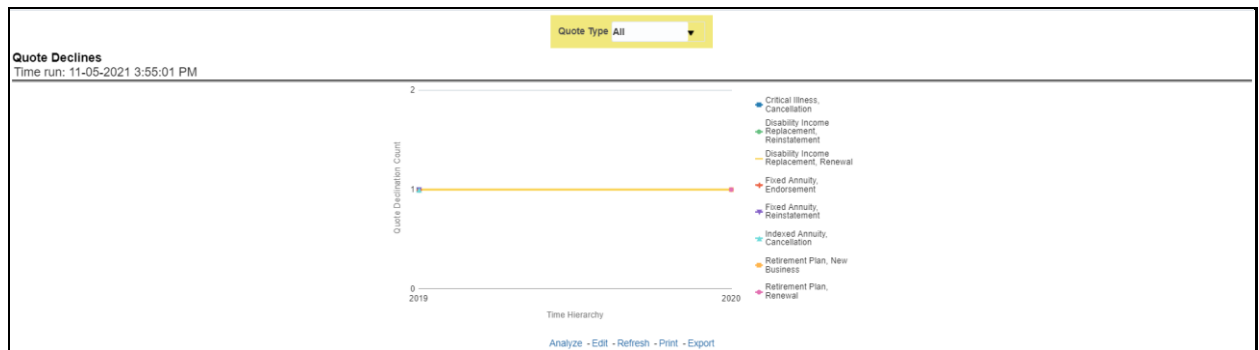 Quote Type All
Quote Declines
Time run: 11-05-2021 3:55:01 PM
2
1
0
Quote Declination Count
2019
2020
Time Hierarchy
Critical Illness,
Cancellation
Disability Income
Replacement,
Reinstatement
Disability Income
Replacement, Renewal
Fixed Annuity,
Endorsement
Fixed Annuity,
Reinstatement
Indexed Annuity,
Cancellation
Retirement Plan, New
Business
Retirement Plan,
Renewal
Analyze - Edit - Refresh - Print - Export